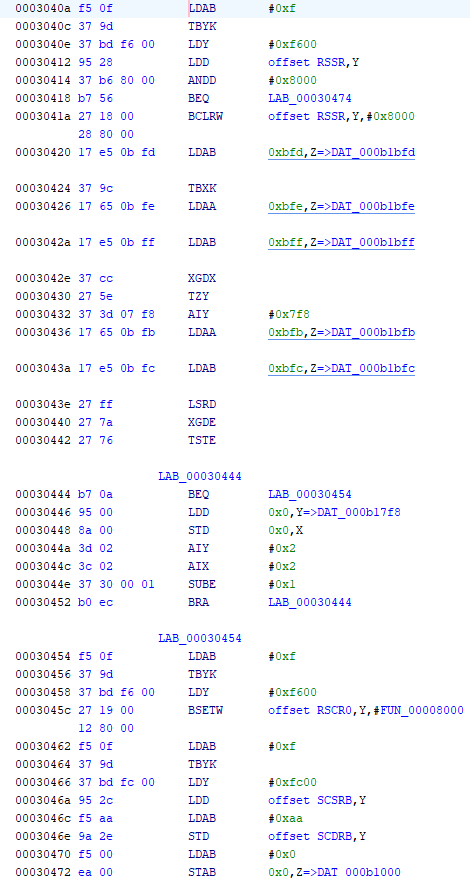 0003040a f5 0f LDAB #0xf
0003040c 37 9d TBYK
0003040e 37 bd f6 00 LDY #0xf600
00030412 95 28 LDD offset RSSR,Y
00030414 37 b6 80 00 ANDD #0x8000
00030418 b7 56 BEQ LAB_00030474
0003041a 27 18 00 BCLRW offset RSSR,Y,#0x8000
28 80 00
00030420 17 e5 0b fd LDAB 0xbfd,Z=>DAT_000b1bfd
00030424 37 9c TBXK
00030426 17 65 0b fe LDAA 0xbfe,Z=>DAT_000b1bfe
0003042a 17 e5 0b ff LDAB 0xbff,Z=>DAT_000b1bff
0003042e 37 cc XGDX
00030430 27 5e TZY
00030432 37 3d 07 f8 AIY #0x7f8
00030436 17 65 0b fb LDAA 0xbfb,Z=>DAT_000b1bfb
0003043a 17 e5 0b fc LDAB 0xbfc,Z=>DAT_000b1bfc
0003043e 27 ff LSRD
00030440 27 7a XGDE
00030442 27 76 TSTE
LAB_00030444
00030444 b7 0a BEQ LAB_00030454
00030446 95 00 LDD 0x0,Y=>DAT_000b17f8
00030448 8a 00 STD 0x0,X
0003044a 3d 02 AIY #0x2
0003044c 3c 02 AIX #0x2
0003044e 37 30 00 01 SUBE #0x1
00030452 b0 ec BRA LAB_00030444
LAB_00030454
00030454 f5 0f LDAB #0xf
00030456 37 9d TBYK
00030458 37 bd f6 00 LDY #0xf600
0003045c 27 19 00 BSETW offset RSCR0,Y,#FUN_00008000
12 80 00
00030462 f5 0f LDAB #0xf
00030464 37 9d TBYK
00030466 37 bd fc 00 LDY #0xfc00
0003046a 95 2c LDD offset SCSRB,Y
0003046c f5 aa LDAB #0xaa
0003046e 9a 2e STD offset SCDRB,Y
00030470 f5 00 LDAB #0x0
00030472 ea 00 STAB 0x0,Z=>DAT_000b1000